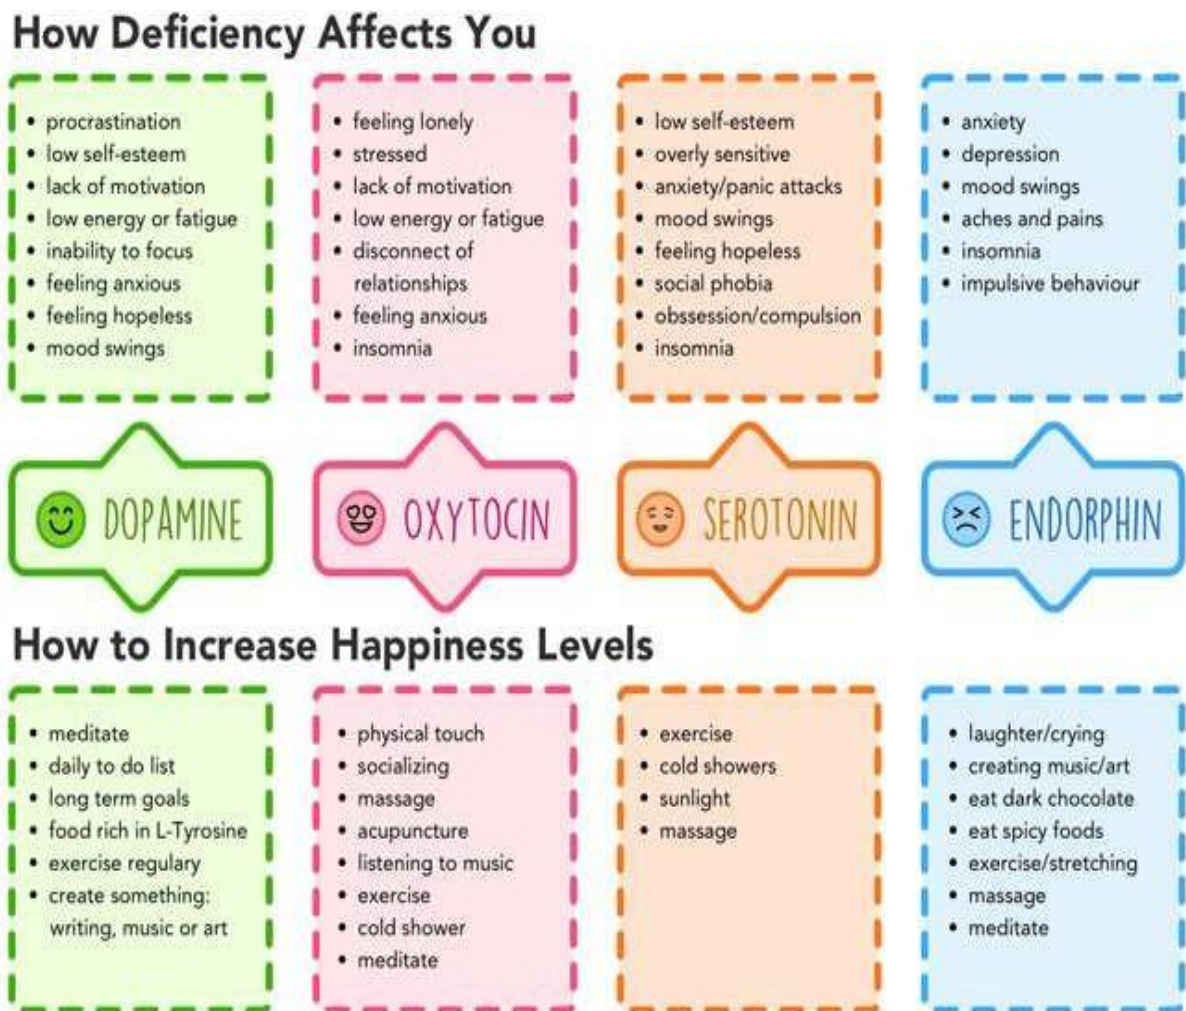 How Deficiency Affects You
• procrastination
• low self-esteem
• lack of motivation
• low energy or fatigue
• inability to focus
• feeling anxious
• feeling hopeless
• mood swings
• feeling lonely
• stressed
• lack of motivation
• low energy or fatigue
• disconnect of
relationships
• feeling anxious
• insomnia
• low self-esteem
• overly sensitive
• anxiety/panic attacks
• mood swings
• feeling hopeless
• social phobia
• obssession/compulsion
• insomnia
• anxiety
• depression
• mood swings
• aches and pains
• insomnia
• impulsive behaviour
DOPAMINE
OXYTOCIN
SEROTONIN
ENDORPHIN
How to Increase Happiness Levels
• meditate
• daily to do list
• long term goals
• food rich in L-Tyrosine
• exercise regulary
• create something:
writing, music or art
• physical touch
• socializing
• massage
• acupuncture
• listening to music
• exercise
• cold shower
• meditate
• exercise
• cold showers
• sunlight
• massage
• laughter/crying
• creating music/art
• eat dark chocolate
• eat spicy foods
• exercise/stretching
• massage
• meditate